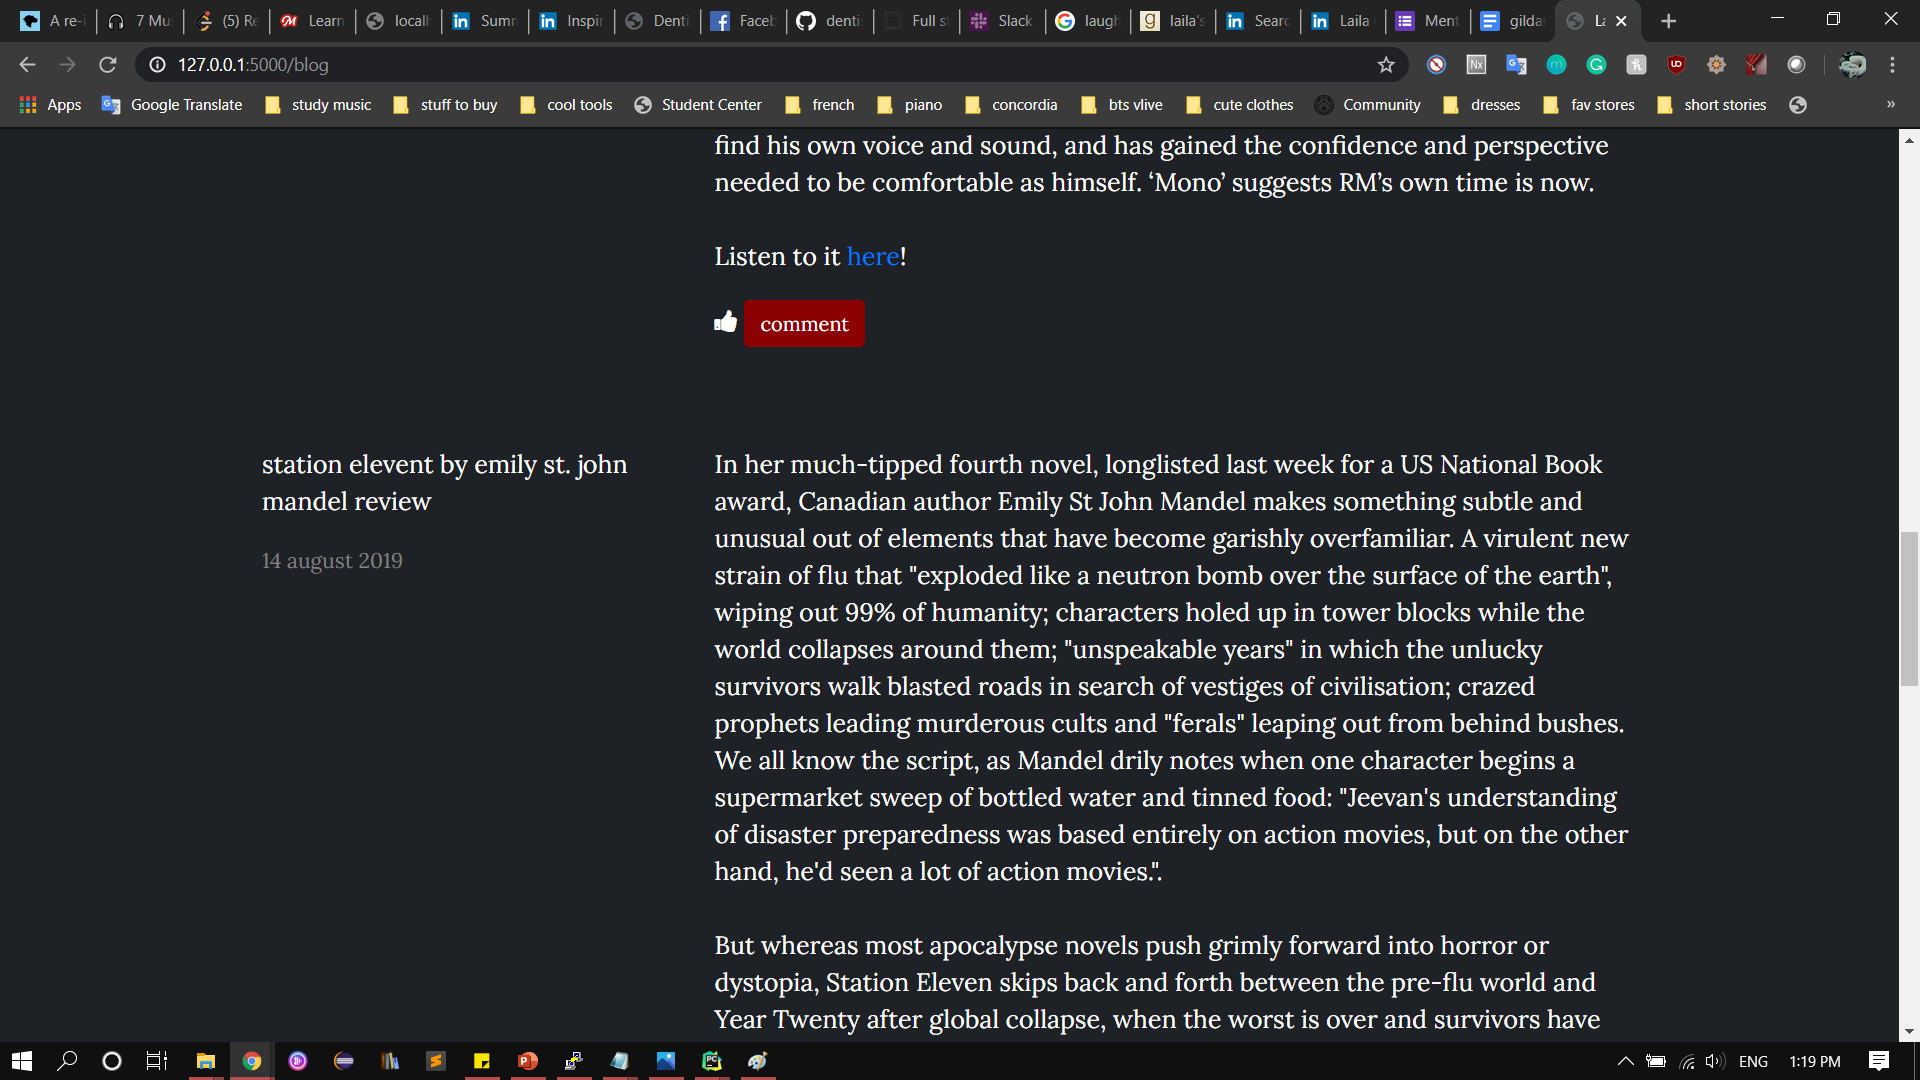 A re-i
7 Mu
(5) Re
Learn
localh
Sumn
Inspir
Denti
Faceb
denti
Full st
Slack
laugh
laila's
Searc
Laila
Ment
gilda
La
127.0.0.1:5000/blog
Apps
Google Translate
study music
stuff to buy
cool tools
Student Center
french
piano
concordia
bts vlive
cute clothes
Community
dresses
fav stores
short stories
»
find his own voice and sound, and has gained the confidence and perspective
needed to be comfortable as himself. ‘Mono’ suggests RM’s own time is now.
Listen to it here!
comment
station elevent by emily st. john
mandel review
14 august 2019
In her much-tipped fourth novel, longlisted last week for a US National Book
award, Canadian author Emily St John Mandel makes something subtle and
unusual out of elements that have become garishly overfamiliar. A virulent new
strain of flu that "exploded like a neutron bomb over the surface of the earth",
wiping out 99% of humanity; characters holed up in tower blocks while the
world collapses around them; "unspeakable years" in which the unlucky
survivors walk blasted roads in search of vestiges of civilisation; crazed
prophets leading murderous cults and "ferals" leaping out from behind bushes.
We all know the script, as Mandel drily notes when one character begins a
supermarket sweep of bottled water and tinned food: "Jeevan's understanding
of disaster preparedness was based entirely on action movies, but on the other
hand, he'd seen a lot of action movies.".
But whereas most apocalypse novels push grimly forward into horror or
dystopia, Station Eleven skips back and forth between the pre-flu world and
Year Twenty after global collapse, when the worst is over and survivors have
ENG
1:19 PM